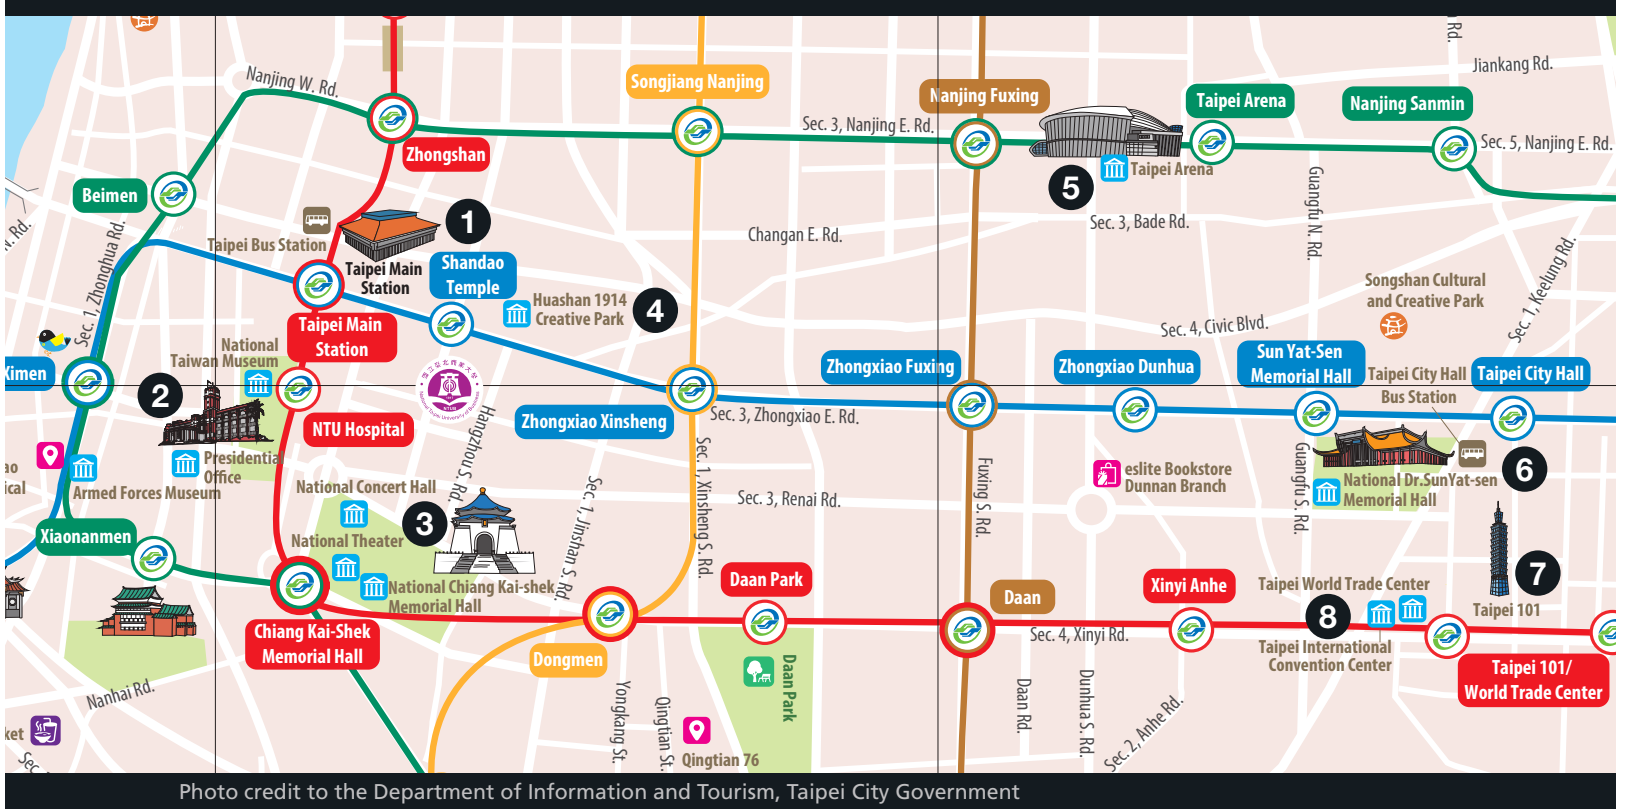 Nanjing W. Rd.
Songjiang Nanjing
Nanjing Fuxing
Rd.
Jiankang Rd.
Taipei Arena
Nanjing Sanmin
Sec. 3, Nanjing E. Rd.
Sec. 5, Nanjing E. Rd.
Zhongshan
Taipei Arena
5
Beimen
1
Guangfu N. Rd.
N. Rd.
Sec. 1, Zhonghua Rd.
Taipei Bus Station
Changan E. Rd.
Sec. 3, Bade Rd.
Sec. 1, Keelung Rd.
Taipei Main
Station
Shandao
Temple
Songshan Cultural
and Creative Park
Huashan 1914
Creative Park
4
Taipei Main
Station
Sec. 4, Civic Blvd.
National
Taiwan Museum
Ximen
Zhongxiao Fuxing
Zhongxiao Dunhua
Sun Yat-Sen
Memorial Hall
Taipei City Hall
Bus Station
Taipei City Hall
2
NTU Hospital
Hangzhou S. Rd.
Zhongxiao Xinsheng
Sec. 3, Zhongxiao E. Rd.
Presidential
Office
Armed Forces Museum
Sec. 1, Xinsheng S. Rd.
Fuxing S. Rd.
eslite Bookstore
Dunnan Branch
Guangfu S. Rd.
National Dr.SunYat-sen
Memorial Hall
6
National Concert Hall
3
Sec. 1, Jinshan S. Rd.
Sec. 3, Renai Rd.
Xiaonanmen
National Theater
National Chiang Kai-shek
Memorial Hall
Daan Park
Daan
Xinyi Anhe
Taipei World Trade Center
7
Taipei 101
8
Chiang Kai-Shek
Memorial Hall
Dongmen
Sec. 4, Xinyi Rd.
Taipei International
Convention Center
Taipei 101/
World Trade Center
Daan Park
Nanhai Rd.
Yongkang St.
Qingtian St.
Daan Rd.
Dunhua S. Rd.
Sec. 2, Anhe Rd.
Qingtian 76
Photo credit to the Department of Information and Tourism, Taipei City Government